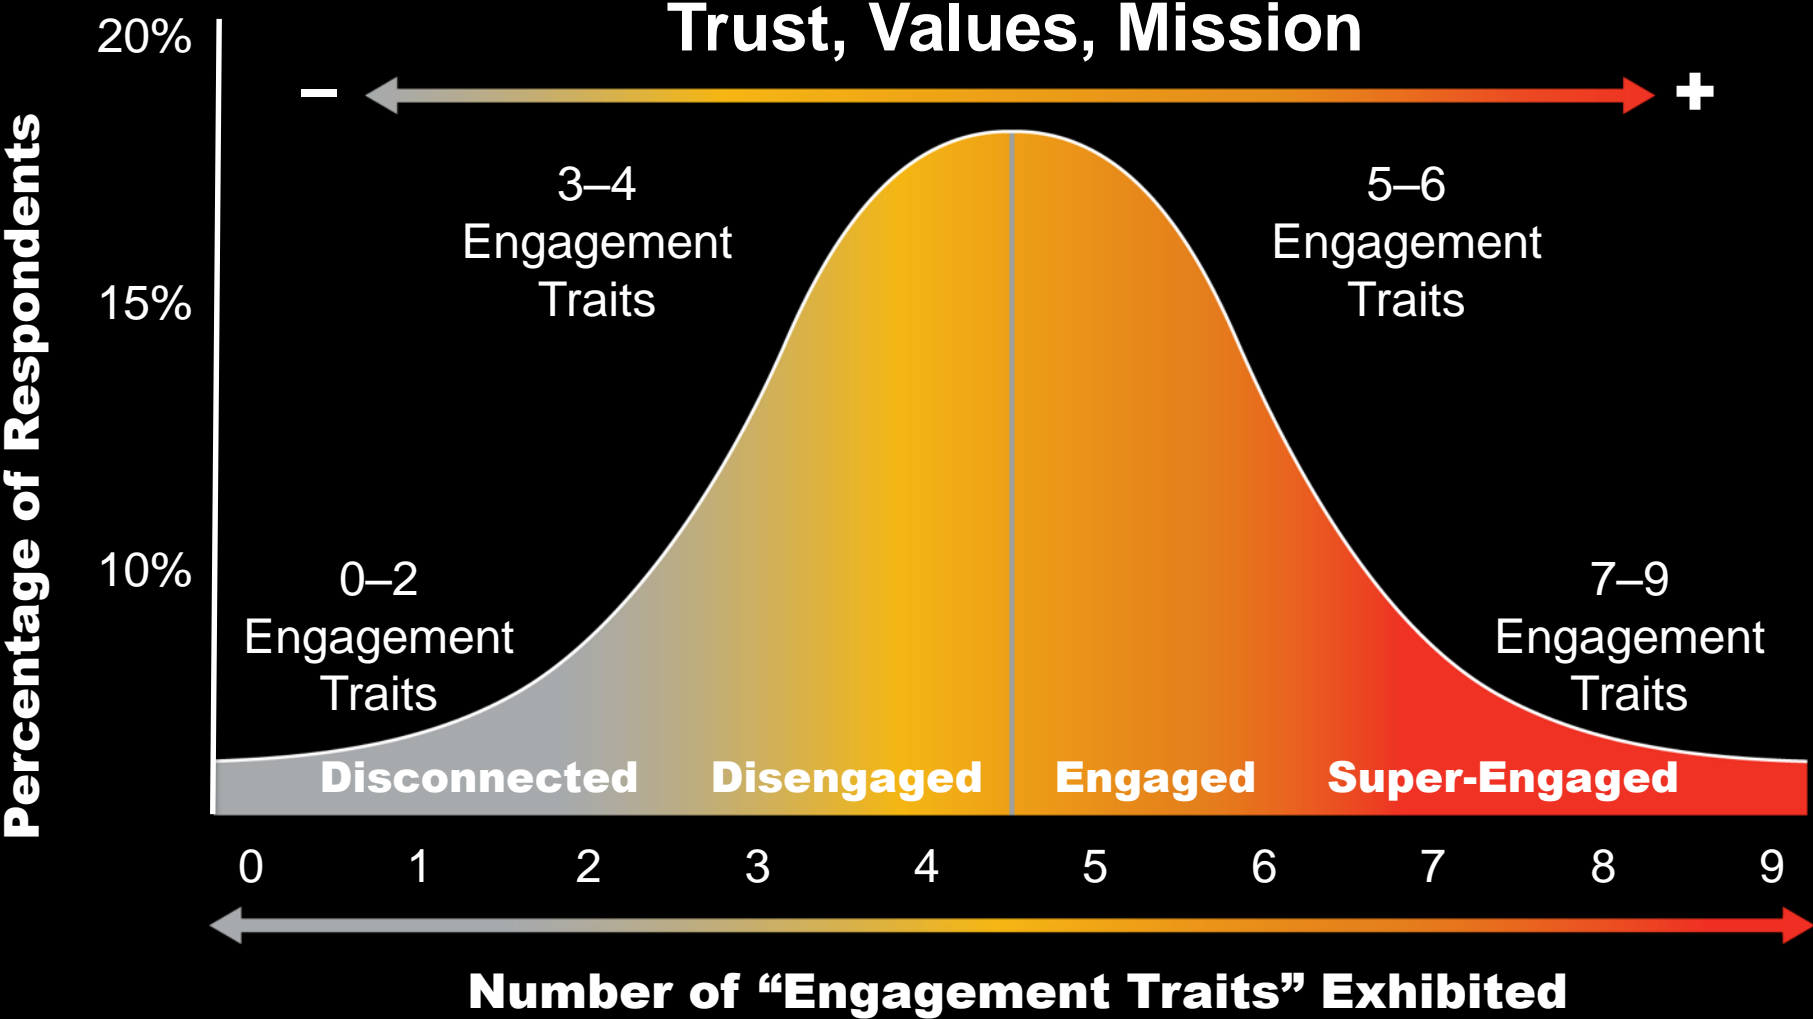 Trust, Values, Mission
– +
20%
15%
10%
Percentage of Respondents
3–4
Engagement
Traits
5–6
Engagement
Traits
0–2
Engagement
Traits
7–9
Engagement
Traits
Disconnected Disengaged Engaged Super-Engaged
0 1 2 3 4 5 6 7 8 9
Number of “Engagement Traits” Exhibited